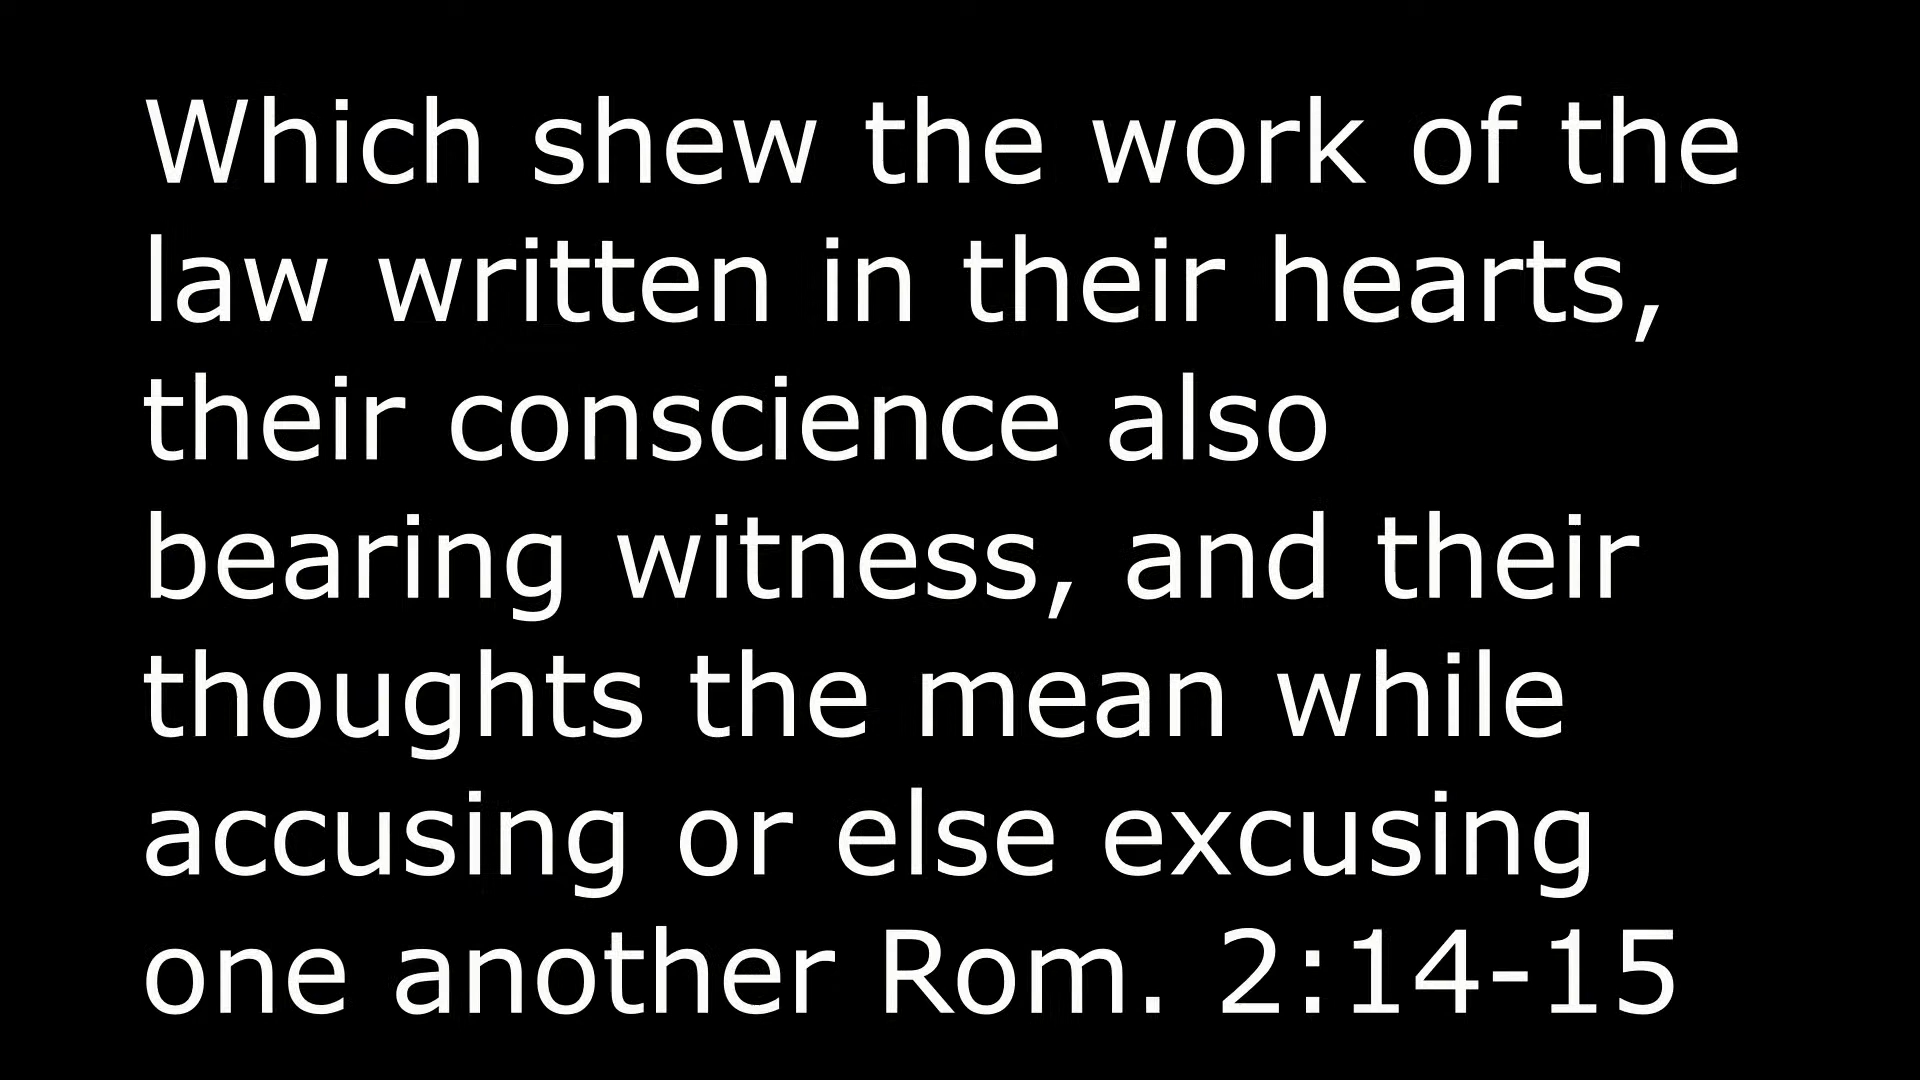 Which shew the work of the
law written in their hearts,
their conscience also
bearing witness, and their
thoughts the mean while
accusing or else excusing
one another Rom. 2:14-15